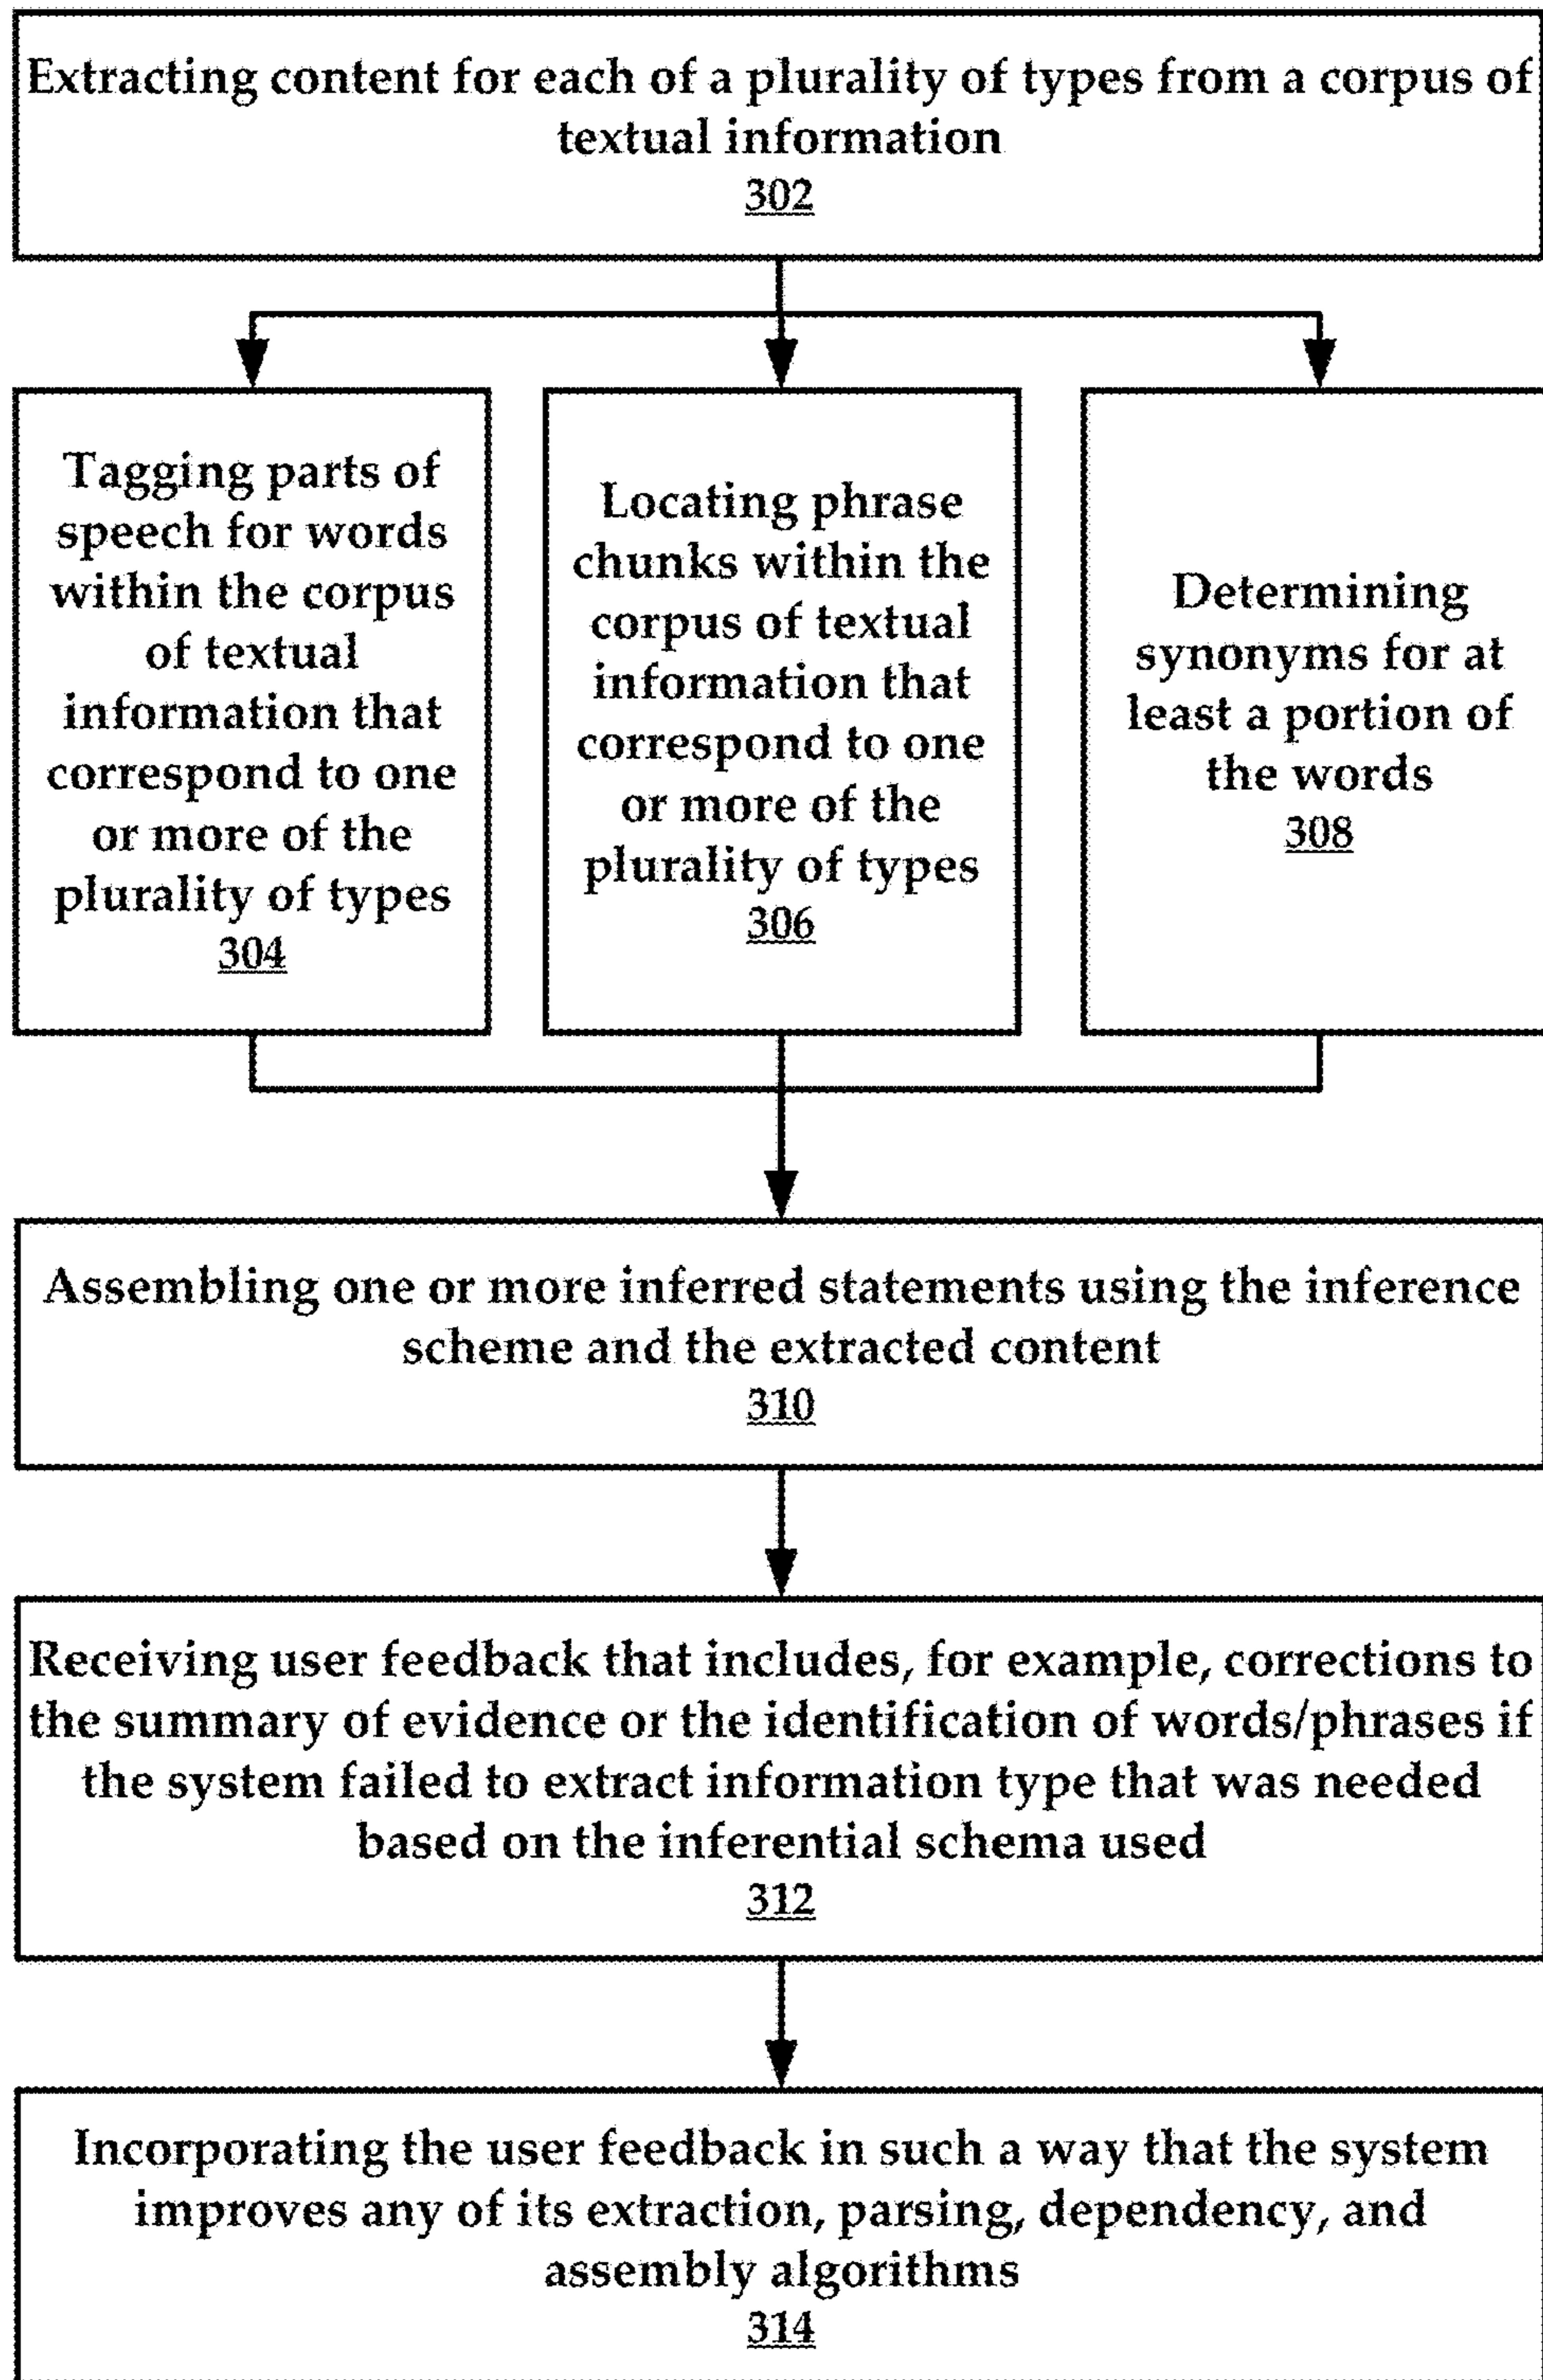 Extracting content for each of a plurality of types from a corpus of
textual information
302
Tagging parts of
speech for words
within the corpus
of textual
information that
correspond to one
or more of the
plurality of types
304
Locating phrase
chunks within the
corpus of textual
information that
correspond to one
or more of the
plurality of types
306
Determining
synonyms for at
least a portion of
the words
308
Assembling one or more inferred statements using the inference
scheme and the extracted content
310
Receiving user feedback that includes, for example, corrections to
the summary of evidence or the identification of words/phrases if
the system failed to extract information type that was needed
based on the inferential schema used
312
Incorporating the user feedback in such a way that the system
improves any of its extraction, parsing, dependency, and
assembly algorithms
314